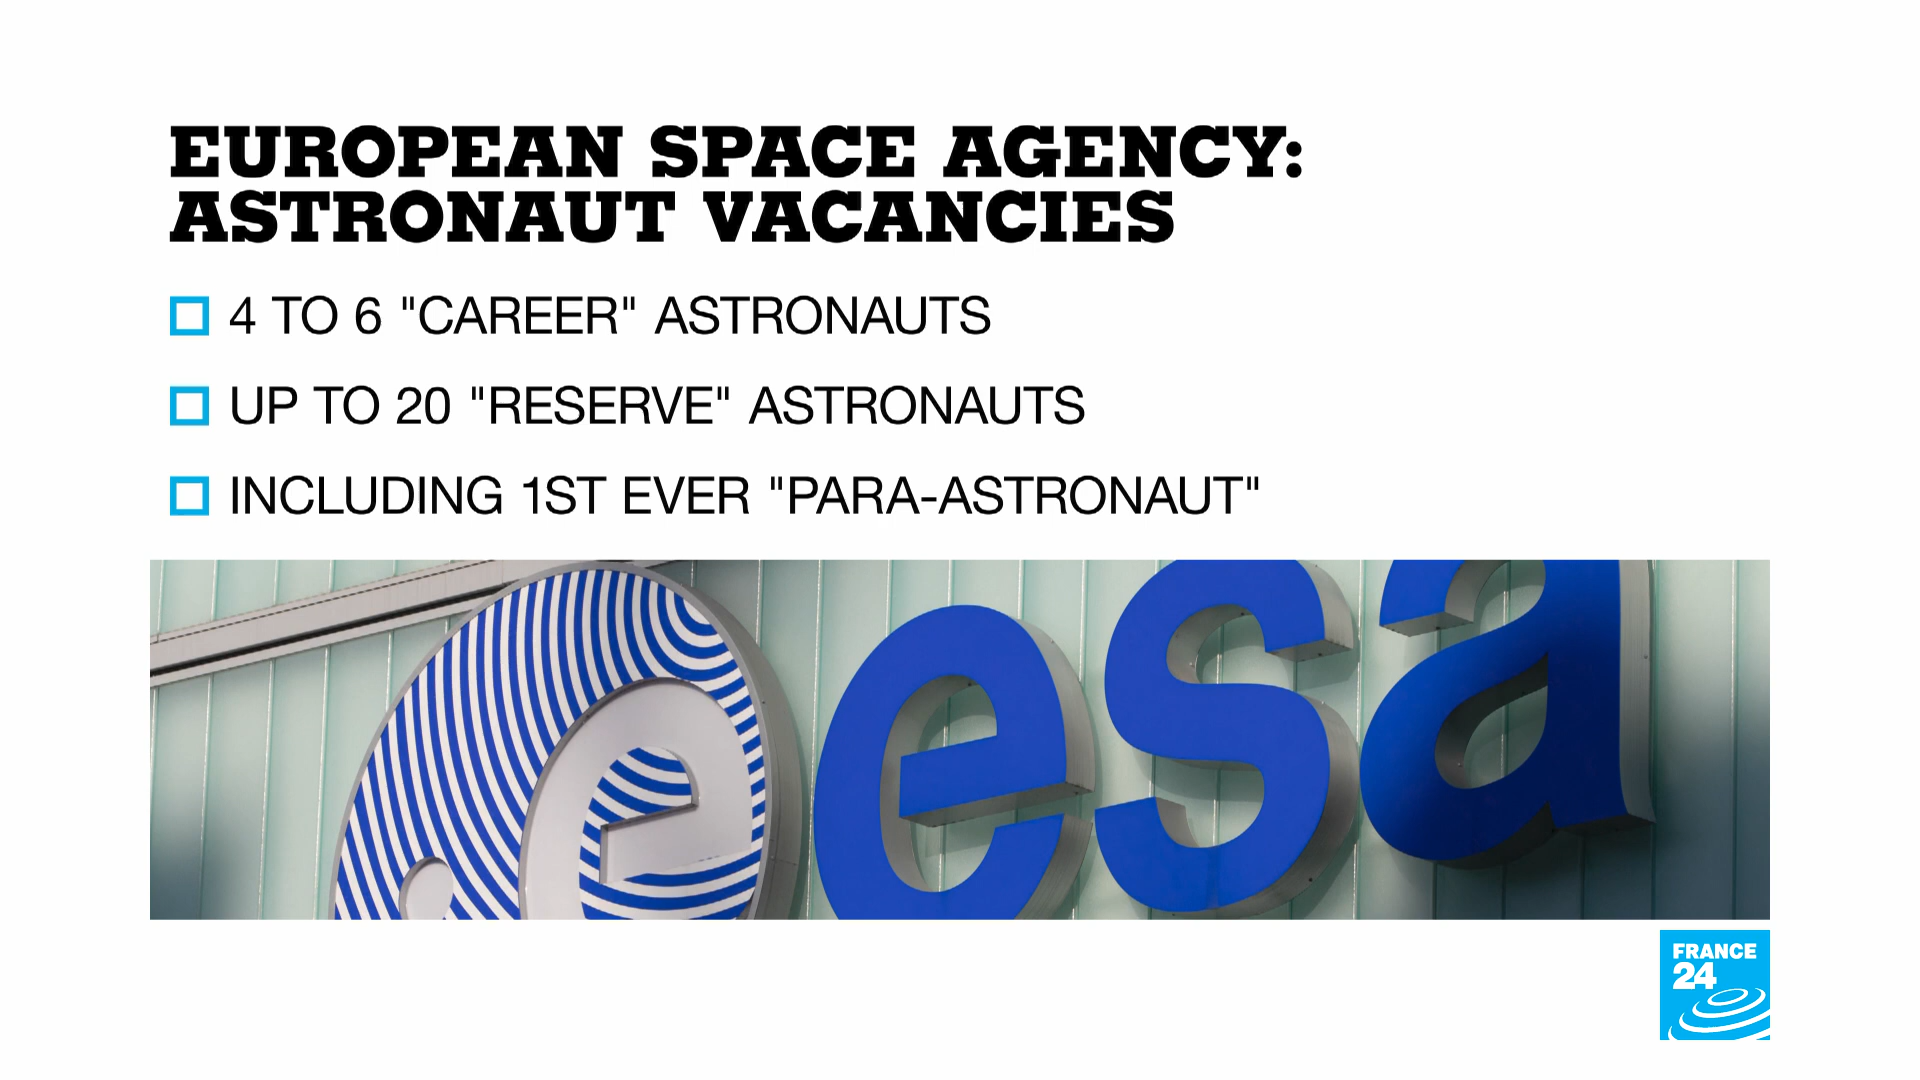 EUROPEAN SPACE AGENCY:
ASTRONAUT VACANCIES
4 TO 6 "CAREER" ASTRONAUTS
UP TO 20 "RESERVE" ASTRONAUTS
INCLUDING 1ST EVER "PARA-ASTRONAUT"
e esa
FRANCE
24